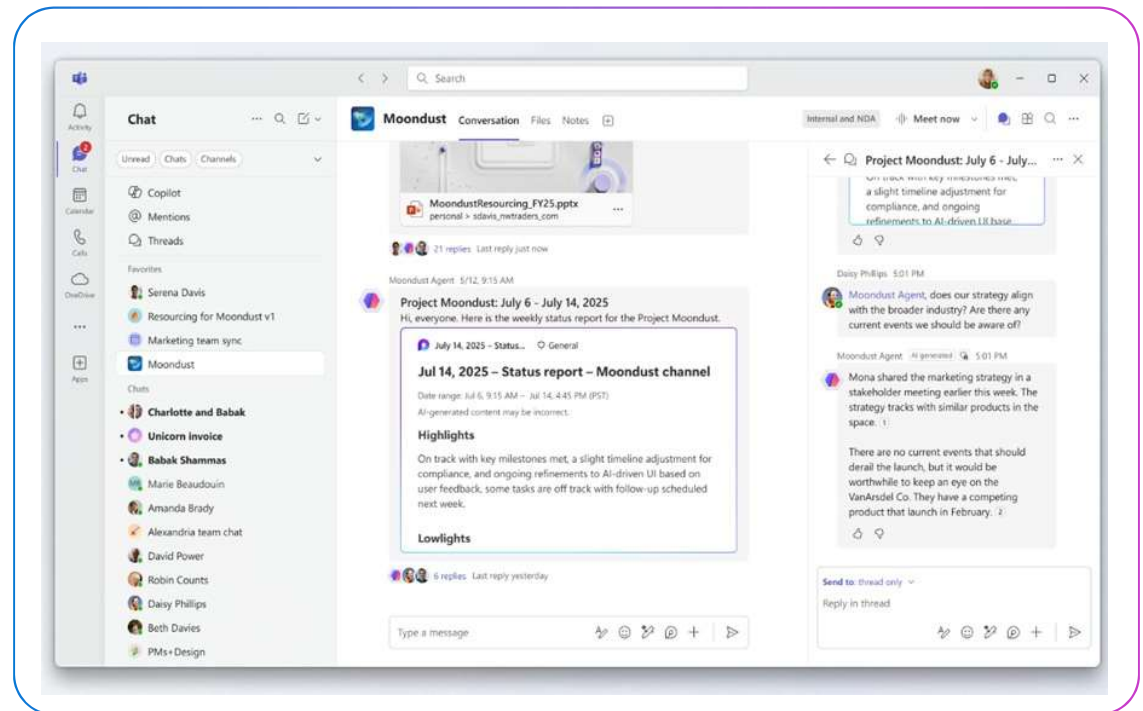 Search
Activity
Chat
2
Calendar
Calls
OneDrive
Apps
Chat
Unread
Chats
Channels
Copilot
Mentions
Threads
Favorites
Serena Davis
Resourcing for Moondust v1
Marketing team sync
Moondust
Chats
Charlotte and Babak
Unicorn invoice
Babak Shammas
Marie Beaudouin
Amanda Brady
Alexandria team chat
David Power
Robin Counts
Daisy Phillips
Beth Davies
PMs+Design
Moondust Conversation Files Notes
Internal and NDA
Meet now
MoondustResourcing_FY25.pptx
personal > sdavis_nwtraders_com
21 replies Last reply just now
Moondust Agent 5/12, 9:15 AM
Project Moondust: July 6 - July 14, 2025
Hi, everyone. Here is the weekly status report for the Project Moondust.
July 14, 2025 – Status... General
Jul 14, 2025 – Status report – Moondust channel
Date range: Jul 6, 9:15 AM – Jul 14, 4:45 PM (PST)
AI-generated content may be incorrect.
Highlights
On track with key milestones met, a slight timeline adjustment for
compliance, and ongoing refinements to AI-driven UI based on
user feedback, some tasks are off track with follow-up scheduled
next week.
Lowlights
6 replies Last reply yesterday
Type a message
Project Moondust: July 6 - July...
On track with key milestones met,
a slight timeline adjustment for
compliance, and ongoing
refinements to AI-driven UI base...
Daisy Phillips 5:01 PM
Moondust Agent, does our strategy align
with the broader industry? Are there any
current events we should be aware of?
Moondust Agent AI generated 5:01 PM
Mona shared the marketing strategy in a
stakeholder meeting earlier this week. The
strategy tracks with similar products in the
space. 1
There are no current events that should
derail the launch, but it would be
worthwhile to keep an eye on the
VanArsdel Co. They have a competing
product that launch in February. 2
Send to: thread only
Reply in thread